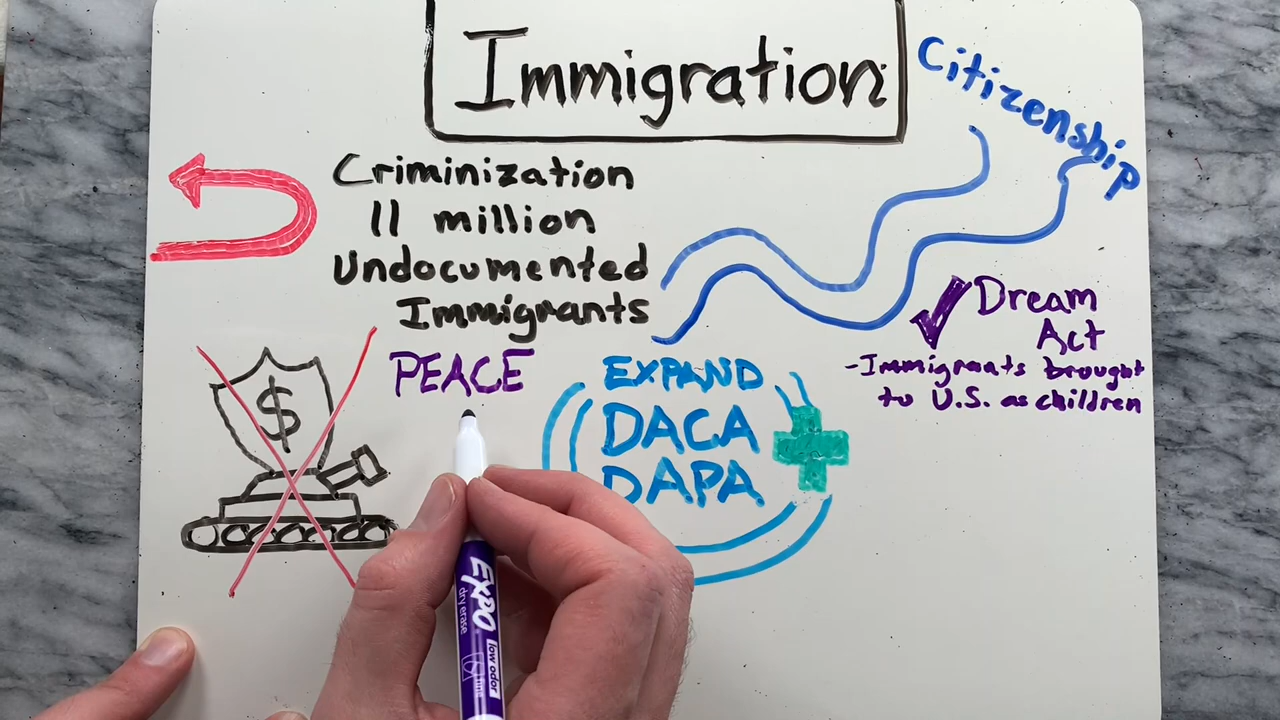 Immigration
Citizenship
Criminization
11 million
Undocumented
Immigrants
Dream
Act
-Immigrants brought
to U.S. as children
PEACE
EXPAND
DACA
DAPA
$
EXPO
dry erase
low odor
fine